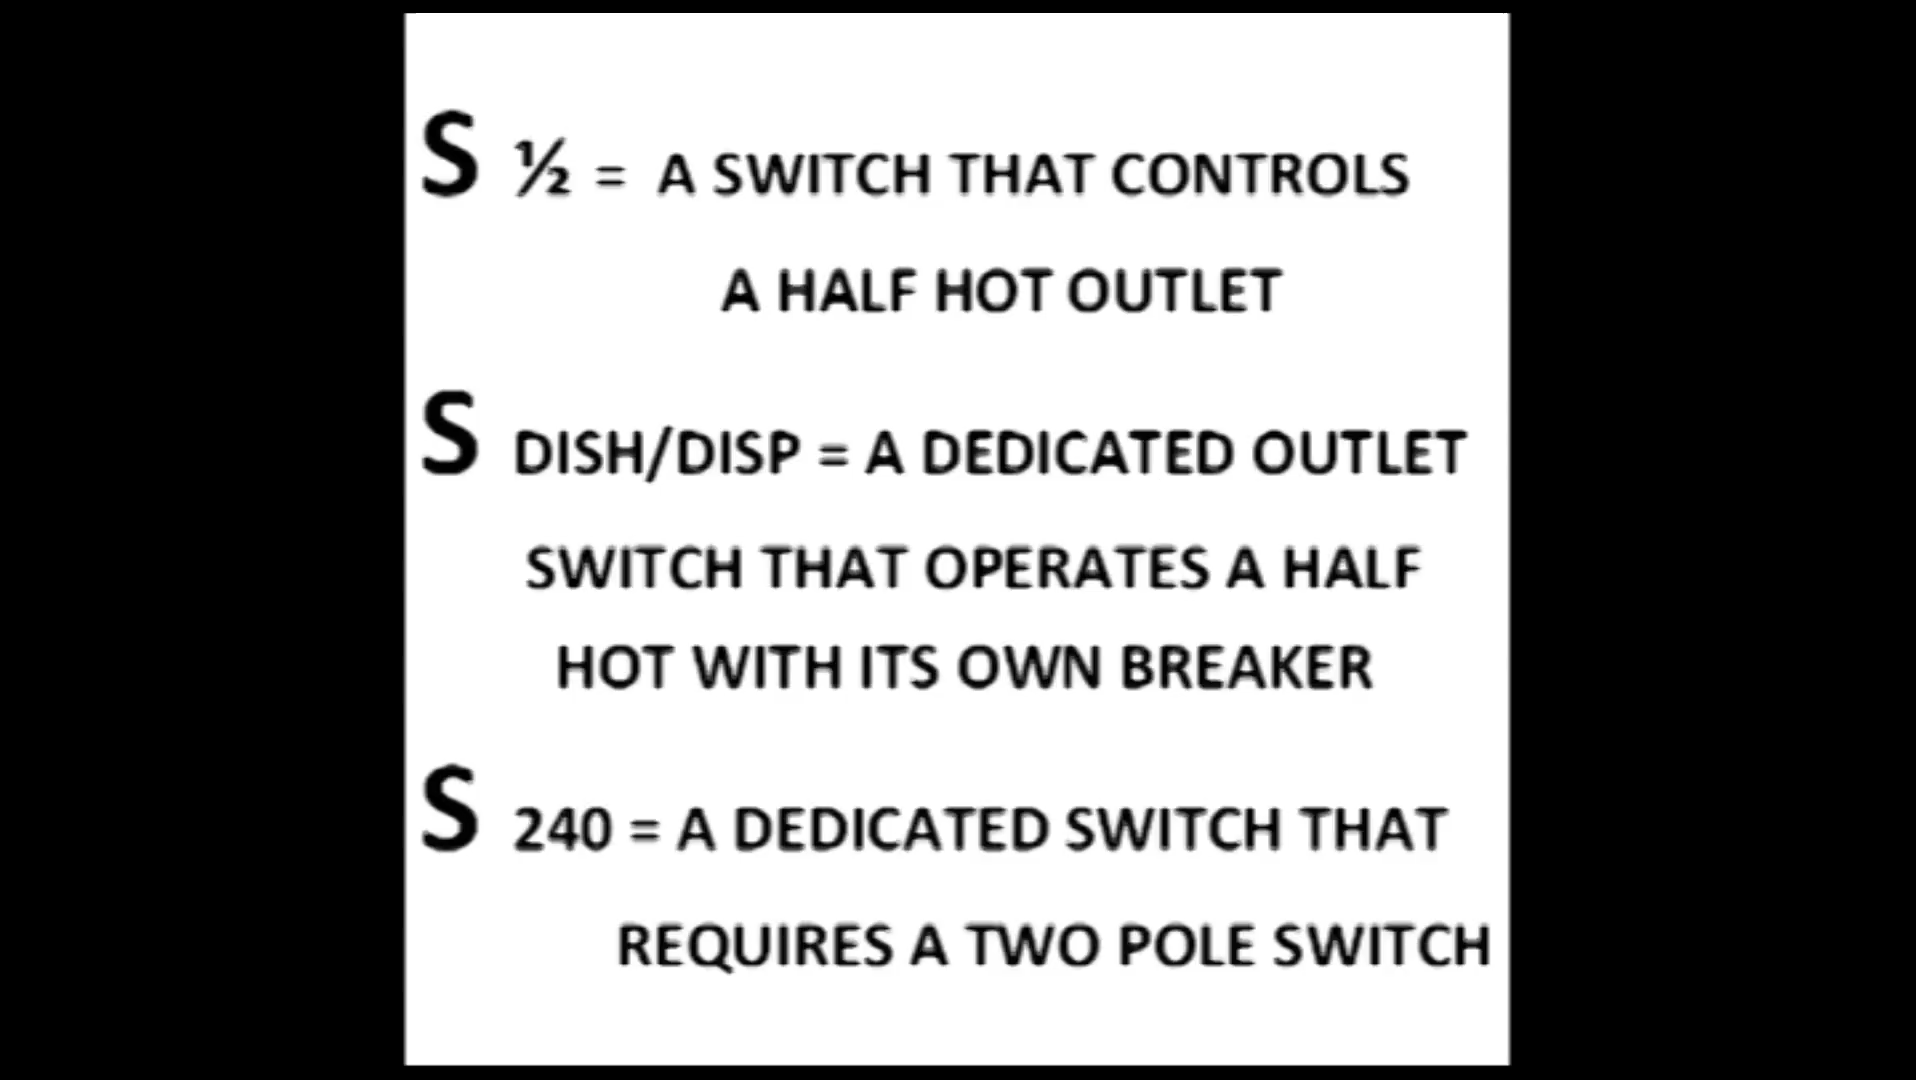 S ½ = A SWITCH THAT CONTROLS
A HALF HOT OUTLET
S DISH/DISP = A DEDICATED OUTLET
SWITCH THAT OPERATES A HALF
HOT WITH ITS OWN BREAKER
S 240 = A DEDICATED SWITCH THAT
REQUIRES A TWO POLE SWITCH